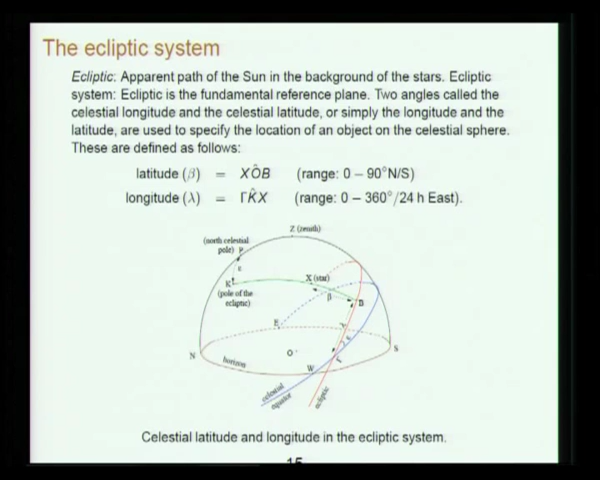 The ecliptic system
Ecliptic: Apparent path of the Sun in the background of the stars. Ecliptic
system: Ecliptic is the fundamental reference plane. Two angles called the
celestial longitude and the celestial latitude, or simply the longitude and the
latitude, are used to specify the location of an object on the celestial sphere.
These are defined as follows:
latitude (β) = XÔB (range: 0 – 90°N/S)
longitude (λ) = ΓK̂X (range: 0 – 360°/24 h East).
Z (zenith)
(north celestial
pole) P
ε
K
(pole of the
ecliptic)
X (star)
β
B
E
λ
ε
Γ
O
N
S
horizon
W
celestial
equator
ecliptic
Celestial latitude and longitude in the ecliptic system.
15